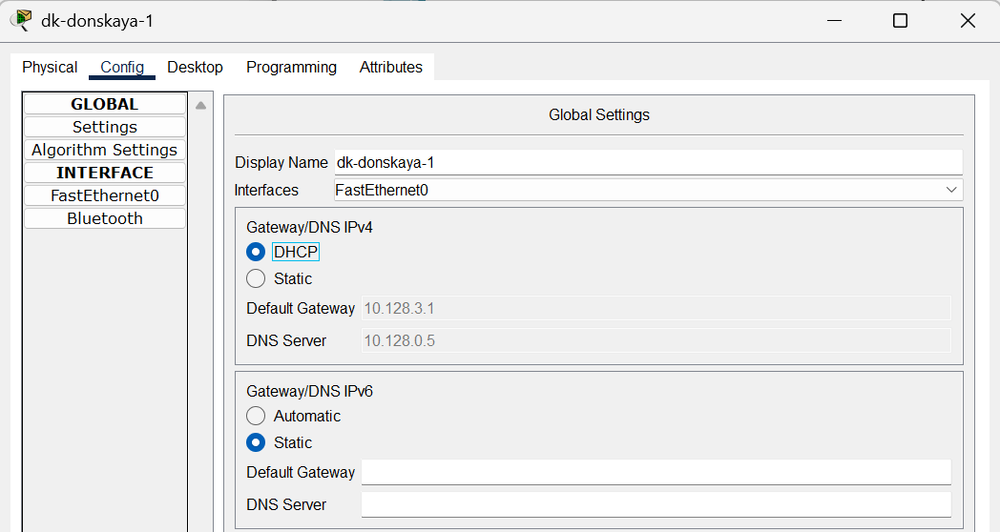 dk-donskaya-1
Physical Config Desktop Programming Attributes
GLOBAL
Settings
Algorithm Settings
INTERFACE
FastEthernet0
Bluetooth
Global Settings
Display Name dk-donskaya-1
Interfaces FastEthernet0
Gateway/DNS IPv4
DHCP
Static
Default Gateway 10.128.3.1
DNS Server 10.128.0.5
Gateway/DNS IPv6
Automatic
Static
Default Gateway
DNS Server